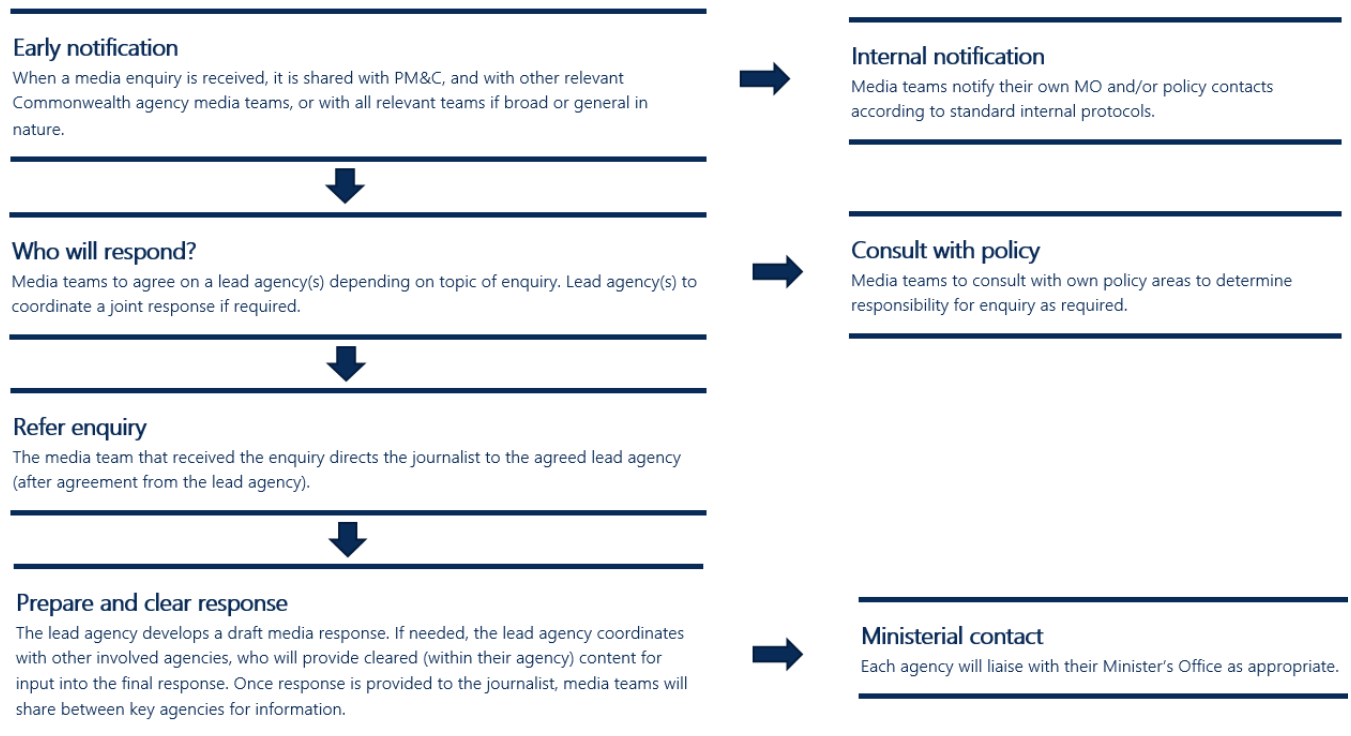 Early notification
When a media enquiry is received, it is shared with PM&C, and with other relevant
Commonwealth agency media teams, or with all relevant teams if broad or general in
nature.
Internal notification
Media teams notify their own MO and/or policy contacts
according to standard internal protocols.
Who will respond?
Media teams to agree on a lead agency(s) depending on topic of enquiry. Lead agency(s) to
coordinate a joint response if required.
Consult with policy
Media teams to consult with own policy areas to determine
responsibility for enquiry as required.
Refer enquiry
The media team that received the enquiry directs the journalist to the agreed lead agency
(after agreement from the lead agency).
Prepare and clear response
The lead agency develops a draft media response. If needed, the lead agency coordinates
with other involved agencies, who will provide cleared (within their agency) content for
input into the final response. Once response is provided to the journalist, media teams will
share between key agencies for information.
Ministerial contact
Each agency will liaise with their Minister's Office as appropriate.